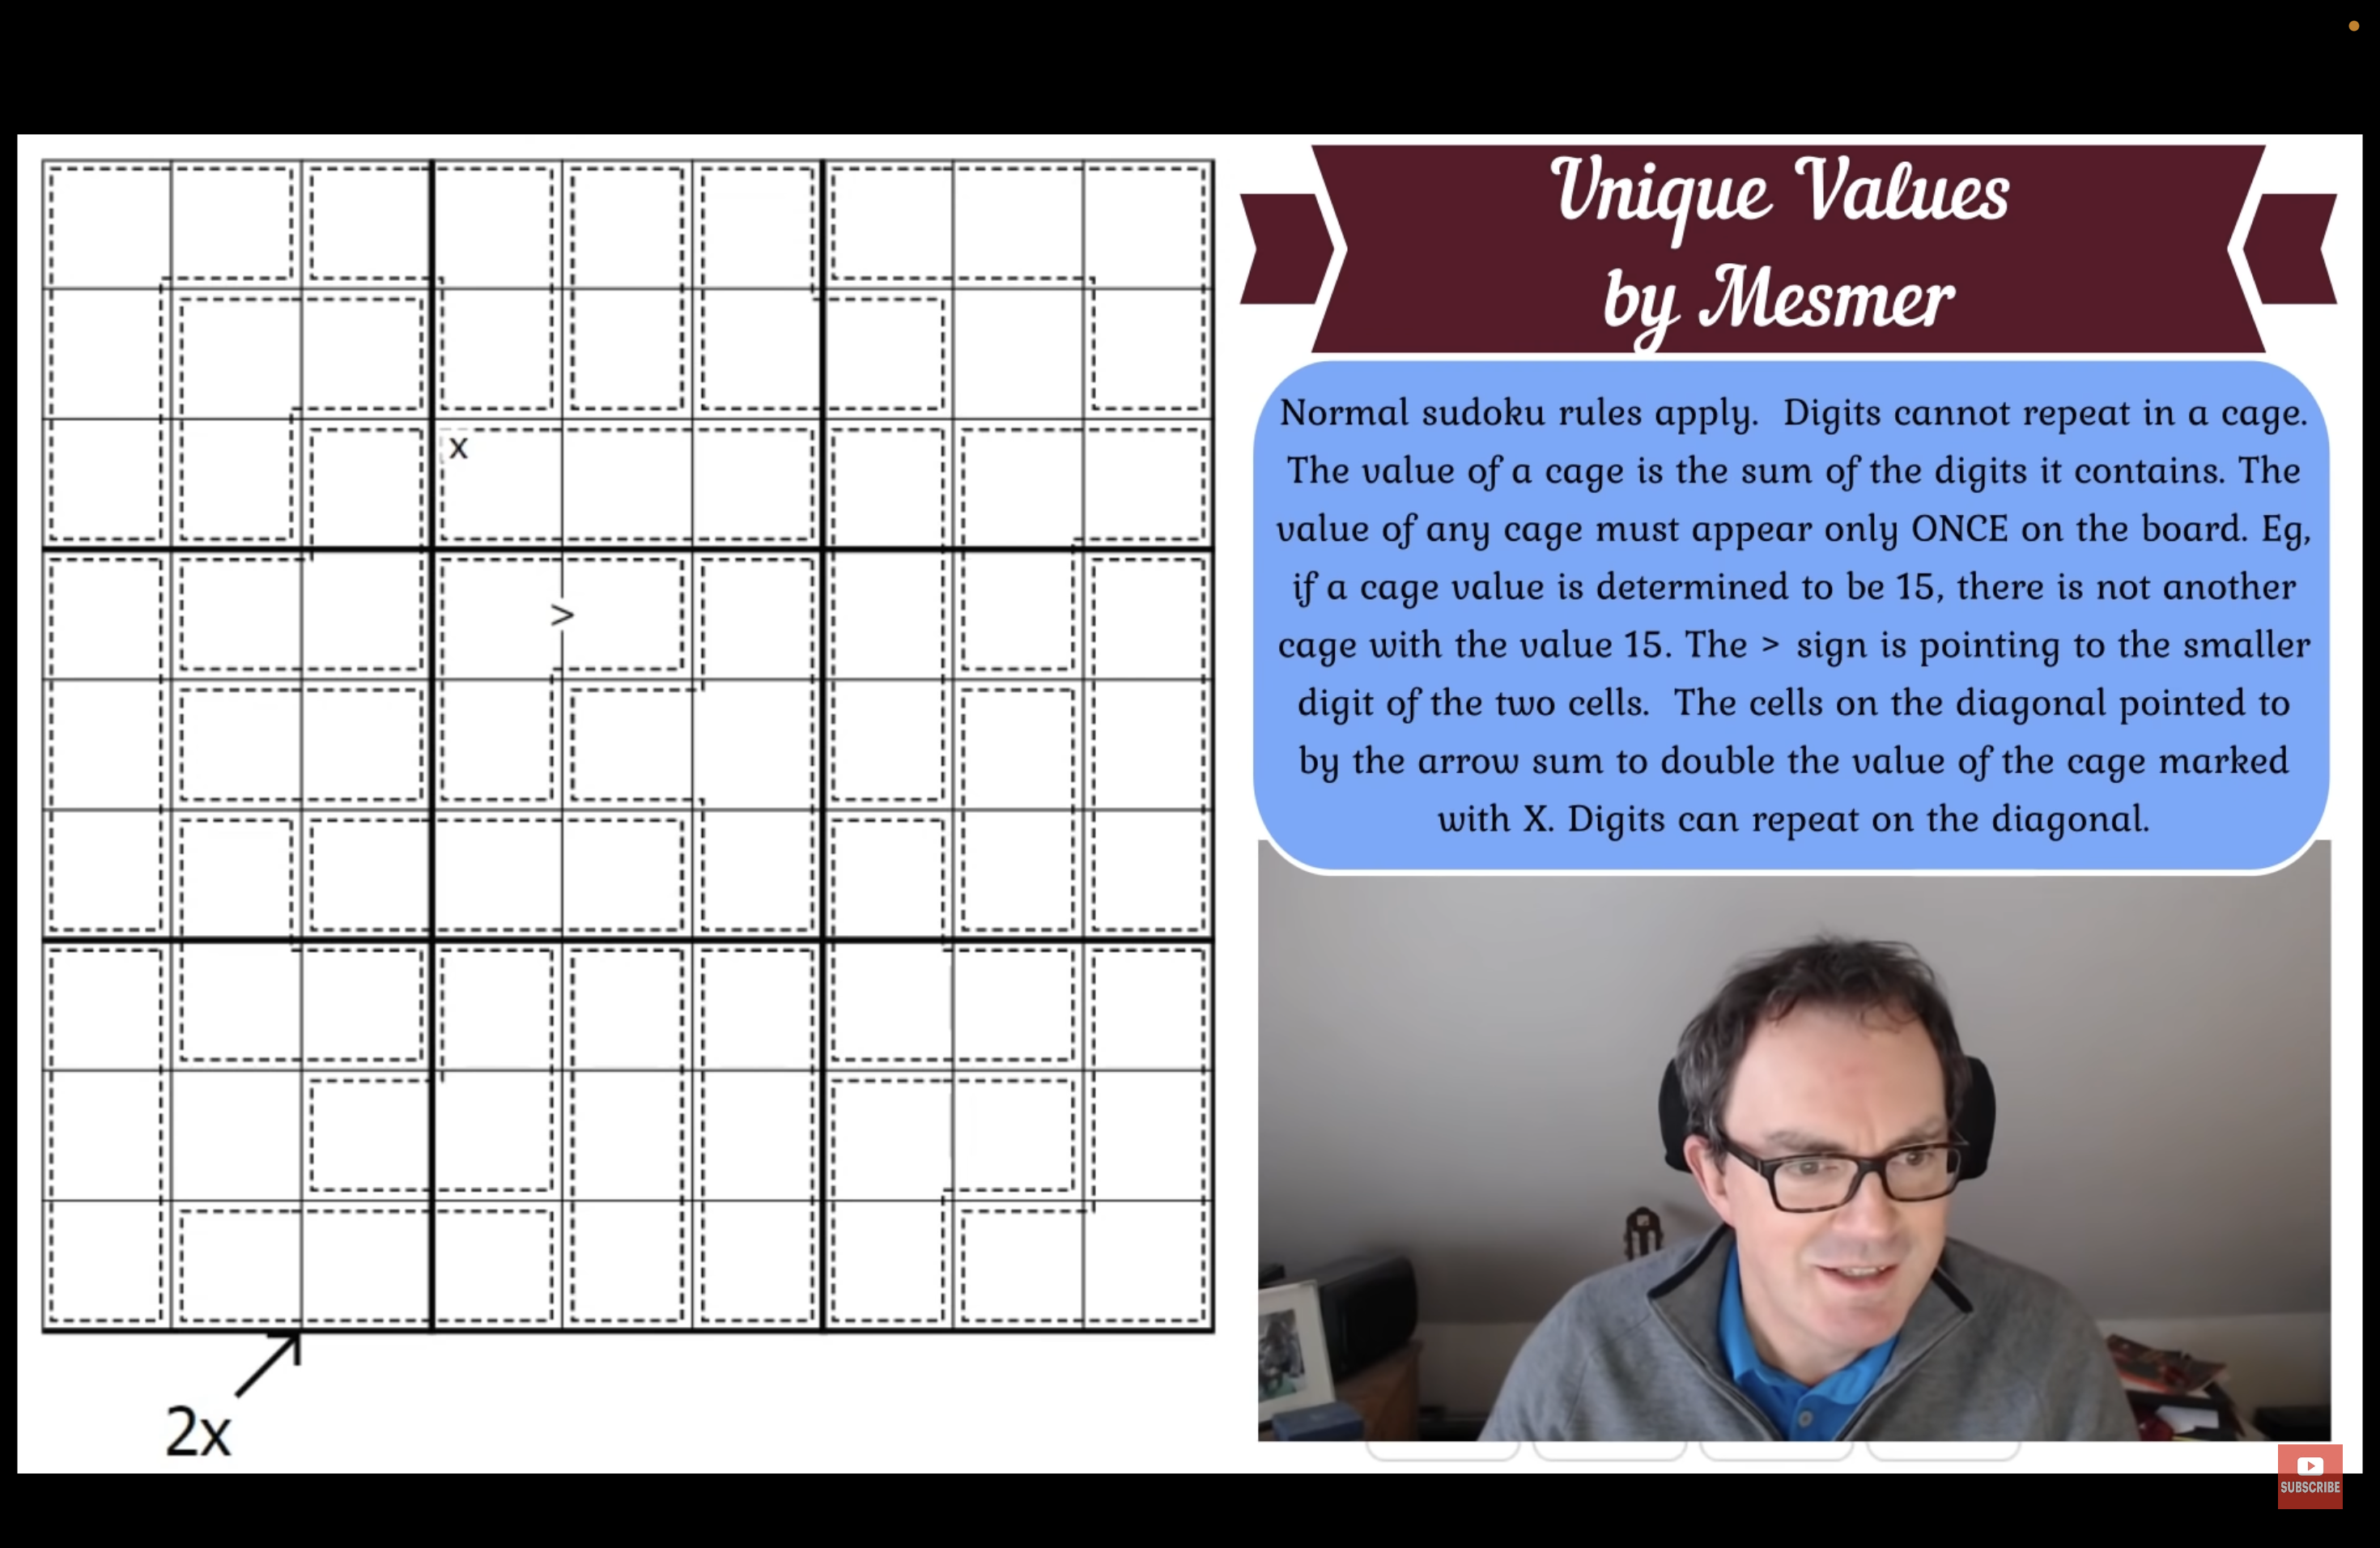 Unique Values
by Mesmer
Normal sudoku rules apply. Digits cannot repeat in a cage.
The value of a cage is the sum of the digits it contains. The
value of any cage must appear only ONCE on the board. Eg,
if a cage value is determined to be 15, there is not another
cage with the value 15. The > sign is pointing to the smaller
digit of the two cells. The cells on the diagonal pointed to
by the arrow sum to double the value of the cage marked
with X. Digits can repeat on the diagonal.
x
>
2x
SUBSCRIBE